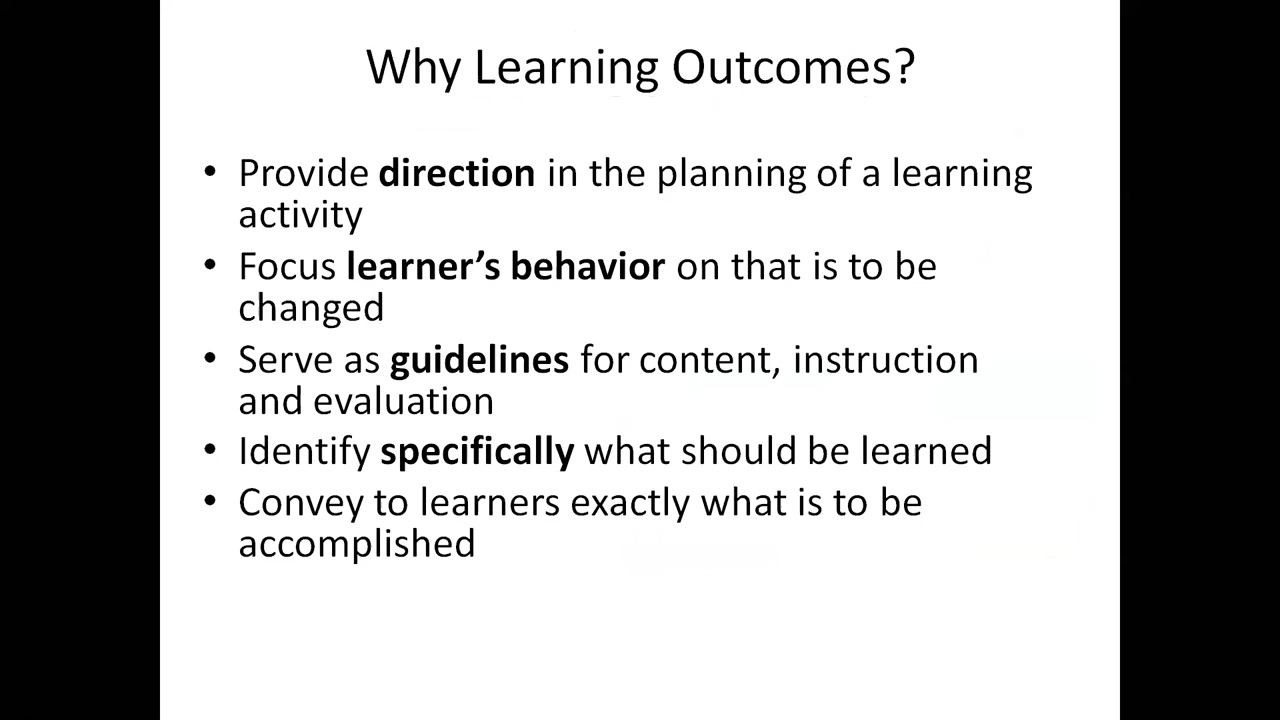 Why Learning Outcomes?
• Provide direction in the planning of a learning
activity
• Focus learner’s behavior on that is to be
changed
• Serve as guidelines for content, instruction
and evaluation
• Identify specifically what should be learned
• Convey to learners exactly what is to be
accomplished